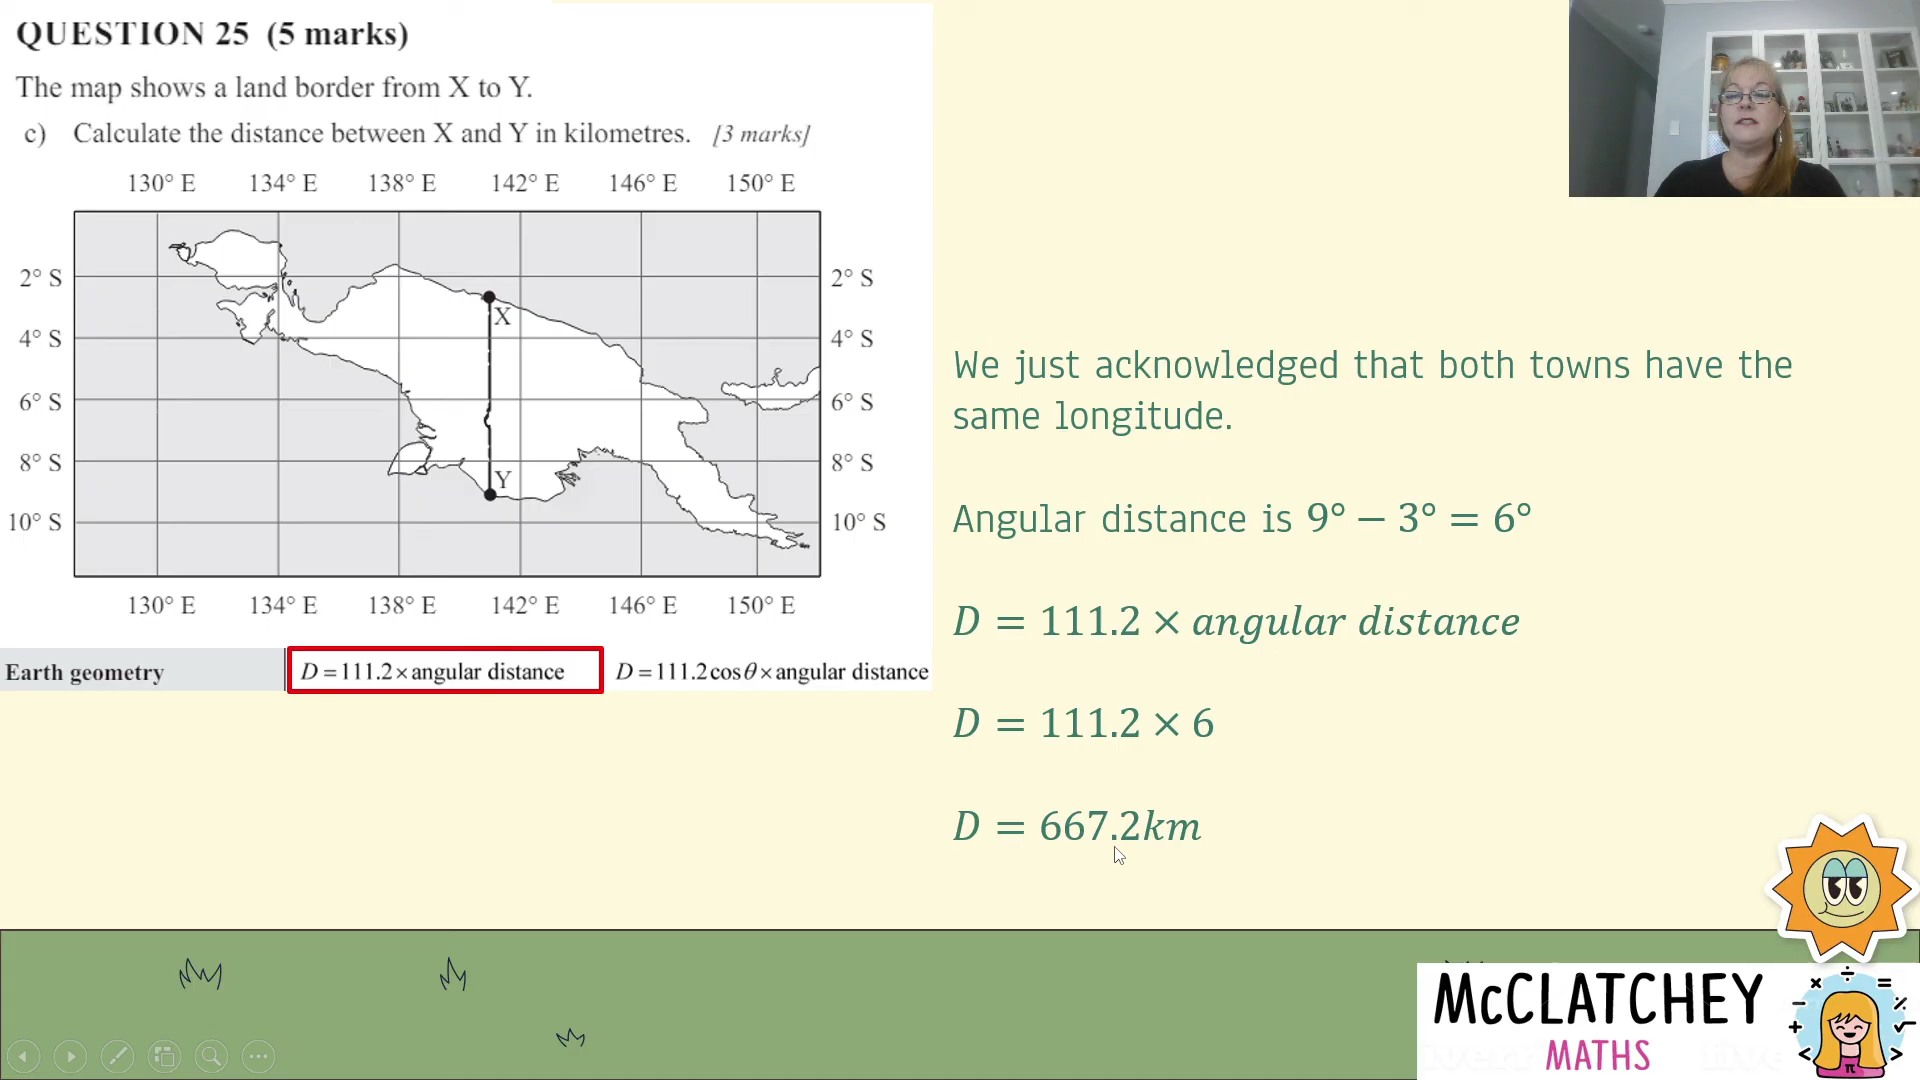 QUESTION 25 (5 marks)
The map shows a land border from X to Y.
c) Calculate the distance between X and Y in kilometres. [3 marks]
130° E 134° E 138° E 142° E 146° E 150° E
2° S 2° S
X
4° S 4° S
6° S 6° S
8° S 8° S
Y
10° S 10° S
130° E 134° E 138° E 142° E 146° E 150° E
Earth geometry D = 111.2 × angular distance D = 111.2 cos θ × angular distance
We just acknowledged that both towns have the
same longitude.
Angular distance is 9° − 3° = 6°
D = 111.2 × angular distance
D = 111.2 × 6
D = 667.2km
McCLATCHEY
MATHS